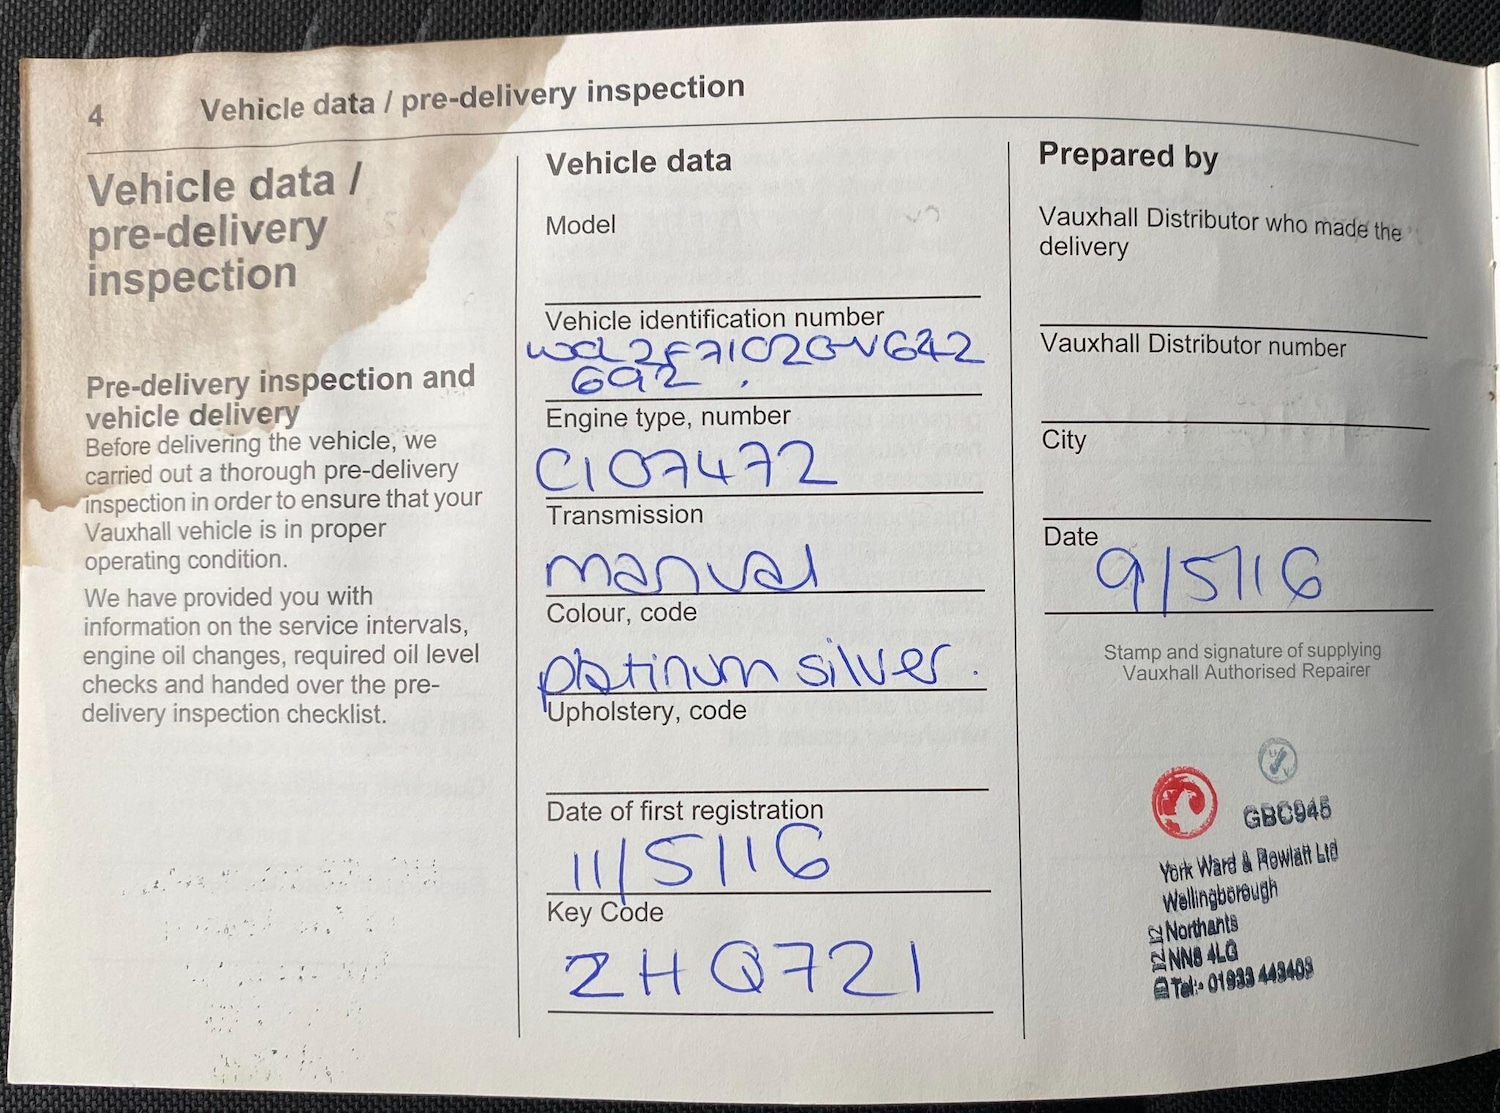 4
Vehicle data / pre-delivery inspection
Vehicle data /
pre-delivery
inspection
Pre-delivery inspection and
vehicle delivery
Before delivering the vehicle, we
carried out a thorough pre-delivery
inspection in order to ensure that your
Vauxhall vehicle is in proper
operating condition.
We have provided you with
information on the service intervals,
engine oil changes, required oil level
checks and handed over the pre-
delivery inspection checklist.
Vehicle data
Model
Vehicle identification number
692
Engine type, number
C107472
Transmission
manual
Colour, code
platinum silver.
Upholstery, code
Date of first registration
11/5/16
Key Code
ZHQ721
Prepared by
Vauxhall Distributor who made the
delivery
Vauxhall Distributor number
City
Date
9/5/16
Stamp and signature of supplying
Vauxhall Authorised Repairer
GBC945
York Ward & Rowlatt Ltd
Wellingborough
Northants
NN8 4LG
Tel:- 01933 443403